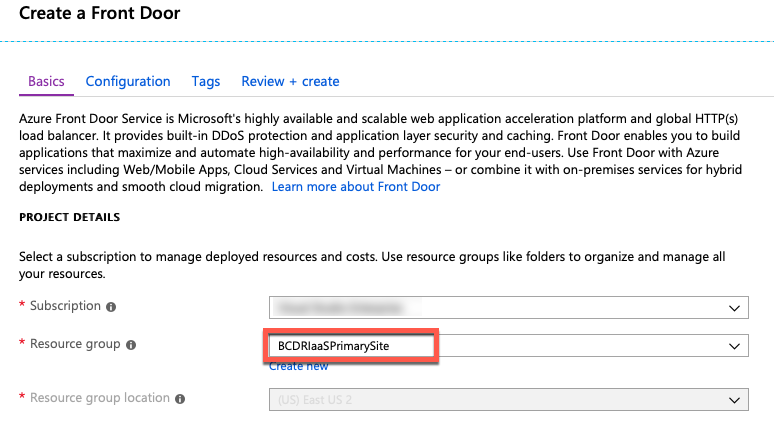 Create a Front Door
Basics Configuration Tags Review + create
Azure Front Door Service is Microsoft's highly available and scalable web application acceleration platform and global HTTP(s)
load balancer. It provides built-in DDoS protection and application layer security and caching. Front Door enables you to build
applications that maximize and automate high-availability and performance for your end-users. Use Front Door with Azure
services including Web/Mobile Apps, Cloud Services and Virtual Machines – or combine it with on-premises services for hybrid
deployments and smooth cloud migration. Learn more about Front Door
PROJECT DETAILS
Select a subscription to manage deployed resources and costs. Use resource groups like folders to organize and manage all
your resources.
* Subscription
* Resource group BCDRIaaSPrimarySite
Create new
* Resource group location (US) East US 2